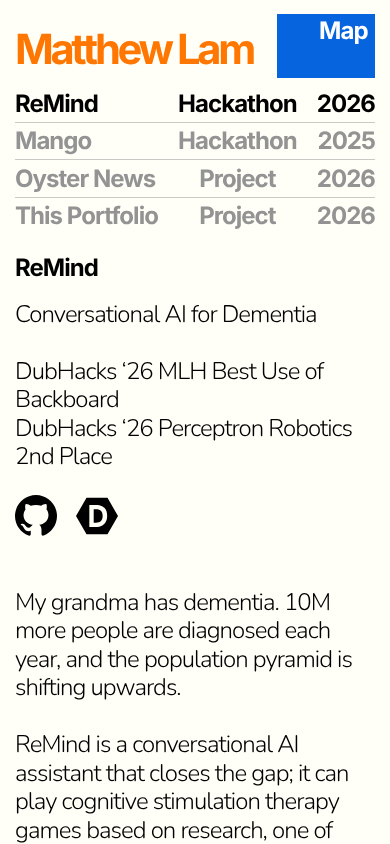 Matthew Lam
Map
ReMind Hackathon 2026
Mango Hackathon 2025
Oyster News Project 2026
This Portfolio Project 2026
ReMind
Conversational AI for Dementia
DubHacks ‘26 MLH Best Use of
Backboard
DubHacks ‘26 Perceptron Robotics
2nd Place
D
My grandma has dementia. 10M
more people are diagnosed each
year, and the population pyramid is
shifting upwards.
ReMind is a conversational AI
assistant that closes the gap; it can
play cognitive stimulation therapy
games based on research, one of